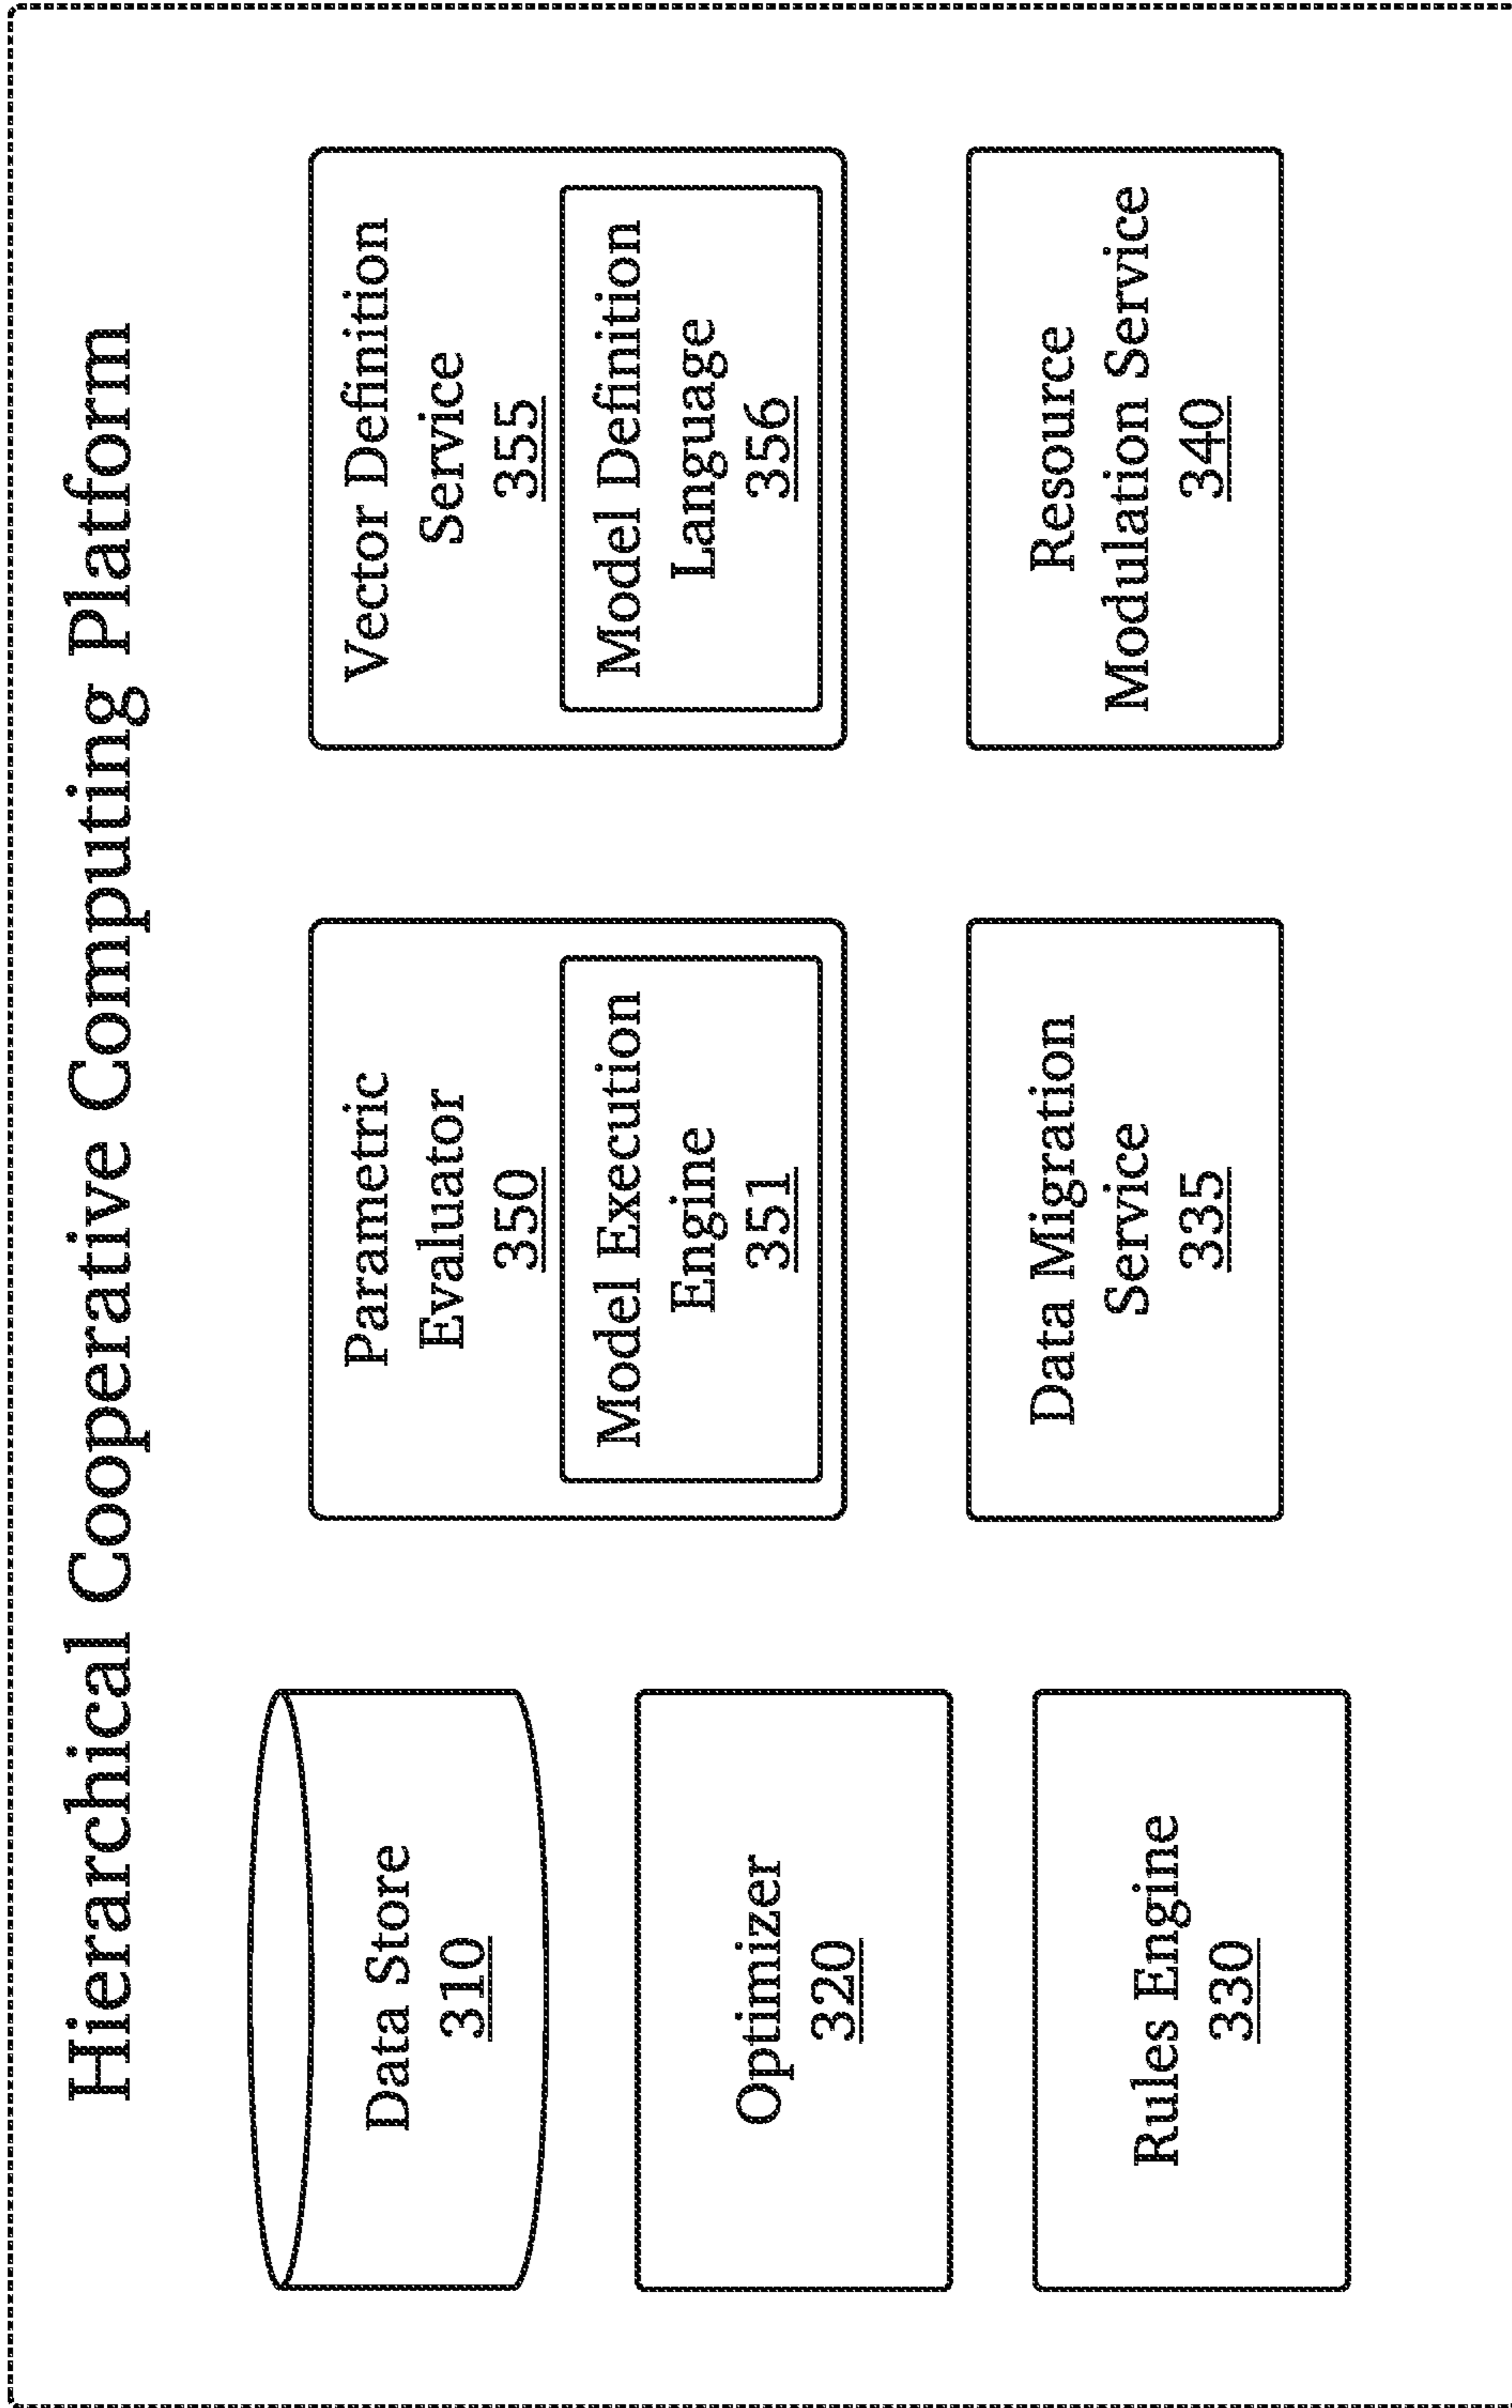 Hierarchical Cooperative Computing Platform
Data Store
310
Optimizer
320
Rules Engine
330
Parametric
Evaluator
350
Model Execution
Engine
351
Data Migration
Service
335
Vector Definition
Service
355
Model Definition
Language
356
Resource
Modulation Service
340